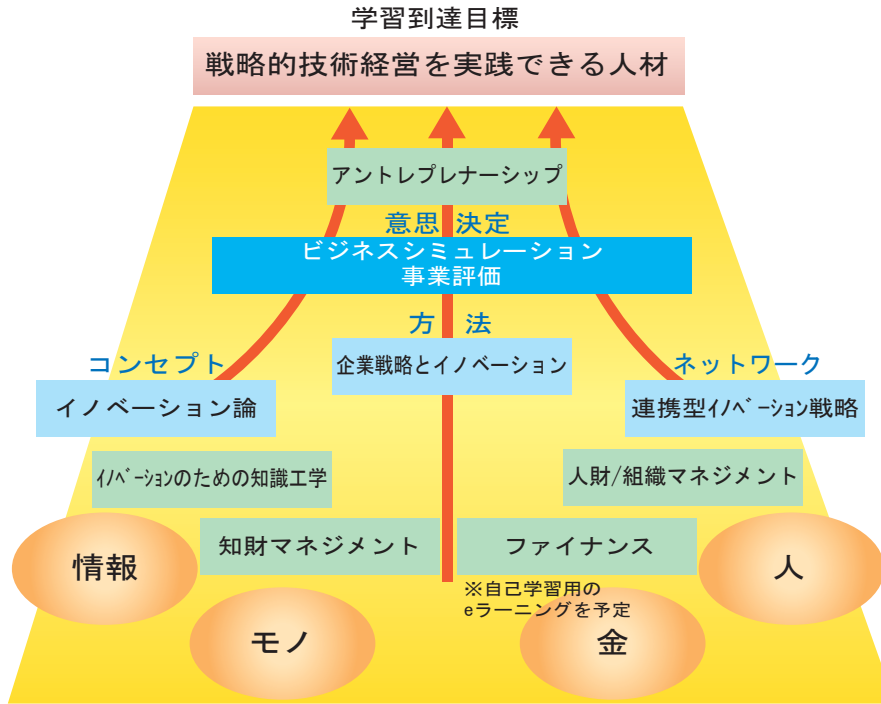 学習到達目標
戦略的技術経営を実践できる人材
アントレプレナーシップ
意思決定
ビジネスシミュレーション
事業評価
方 法
コンセプト
企業戦略とイノベーション
ネットワーク
イノベーション論
連携型ｲﾉﾍﾞｰｼｮﾝ戦略
ｲﾉﾍﾞｰｼｮﾝのための知識工学
人財/組織マネジメント
知財マネジメント
ファイナンス
情報
人
※自己学習用の
eラーニングを予定
モノ
金